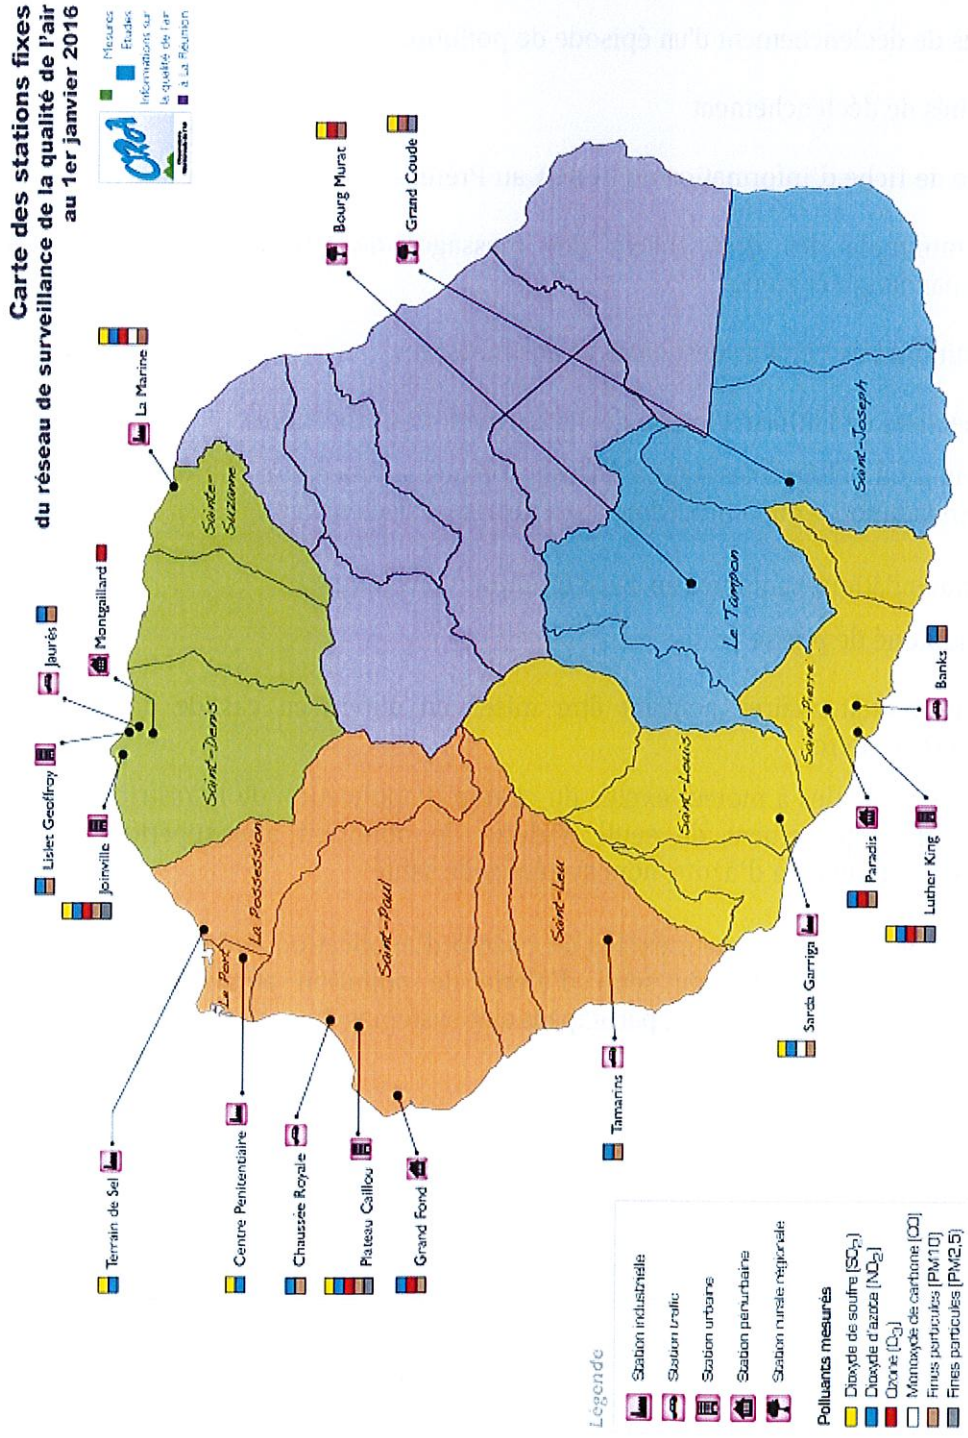 Carte des stations fixes
du réseau de surveillance de la qualité de l'air
au 1er janvier 2016
ORA
Mesures
Etudes
Informations sur
la qualité de l'air
à La Réunion
Lislet Geoffroy
Jaurès
Joinville
Montgaillard
La Marine
Bourg Murat
Grand Coude
Terrain de Sel
Centre Penitentiaire
Chaussée Royale
Plateau Caillou
Grand Fond
Tamarins
Sarda Garriga
Paradis
Luther King
Banks
Sainte-
Suzanne
Saint-Denis
La Possession
Le Port
Saint-Paul
Saint-Leu
Saint-Louis
Saint-Pierre
Le Tampon
Saint-Joseph
Légende
Station industrielle
Station trafic
Station urbaine
Station périurbaine
Station rurale régionale
Polluants mesurés
Dioxyde de soufre [SO2]
Dioxyde d'azote [NO2]
Ozone [O3]
Monoxyde de carbone [CO]
Fines particules [PM10]
Fines particules [PM2,5]